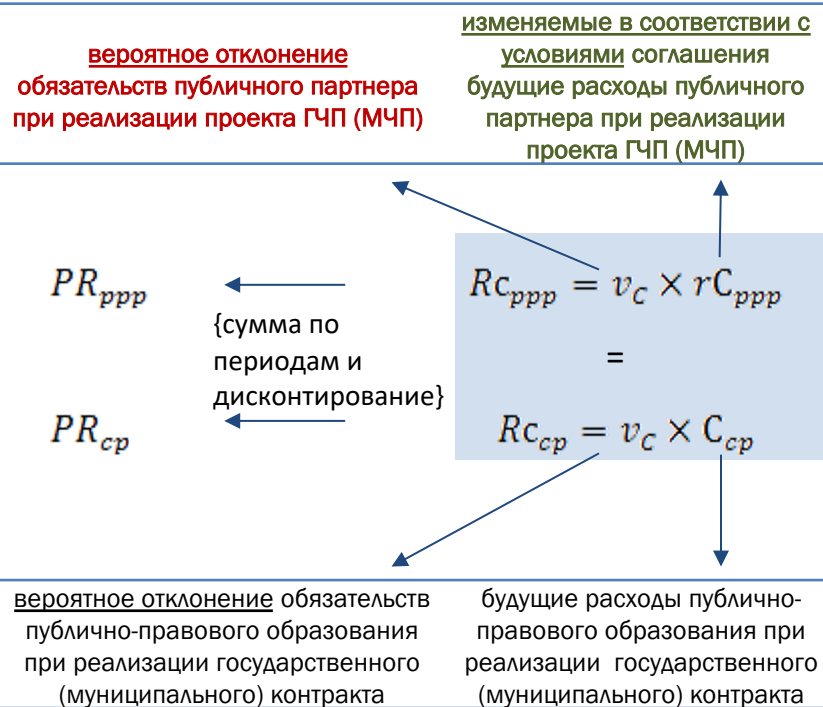 вероятное отклонение
обязательств публичного партнера
при реализации проекта ГЧП (МЧП)
изменяемые в соответствии с
условиями соглашения
будущие расходы публичного
партнера при реализации
проекта ГЧП (МЧП)
PR_ppp
{сумма по
периодам и
дисконтирование}
PR_cp
Rc_ppp = v_C × rC_ppp
=
Rc_cp = v_C × C_cp
вероятное отклонение обязательств
публично-правового образования
при реализации государственного
(муниципального) контракта
будущие расходы публично-
правового образования при
реализации государственного
(муниципального) контракта